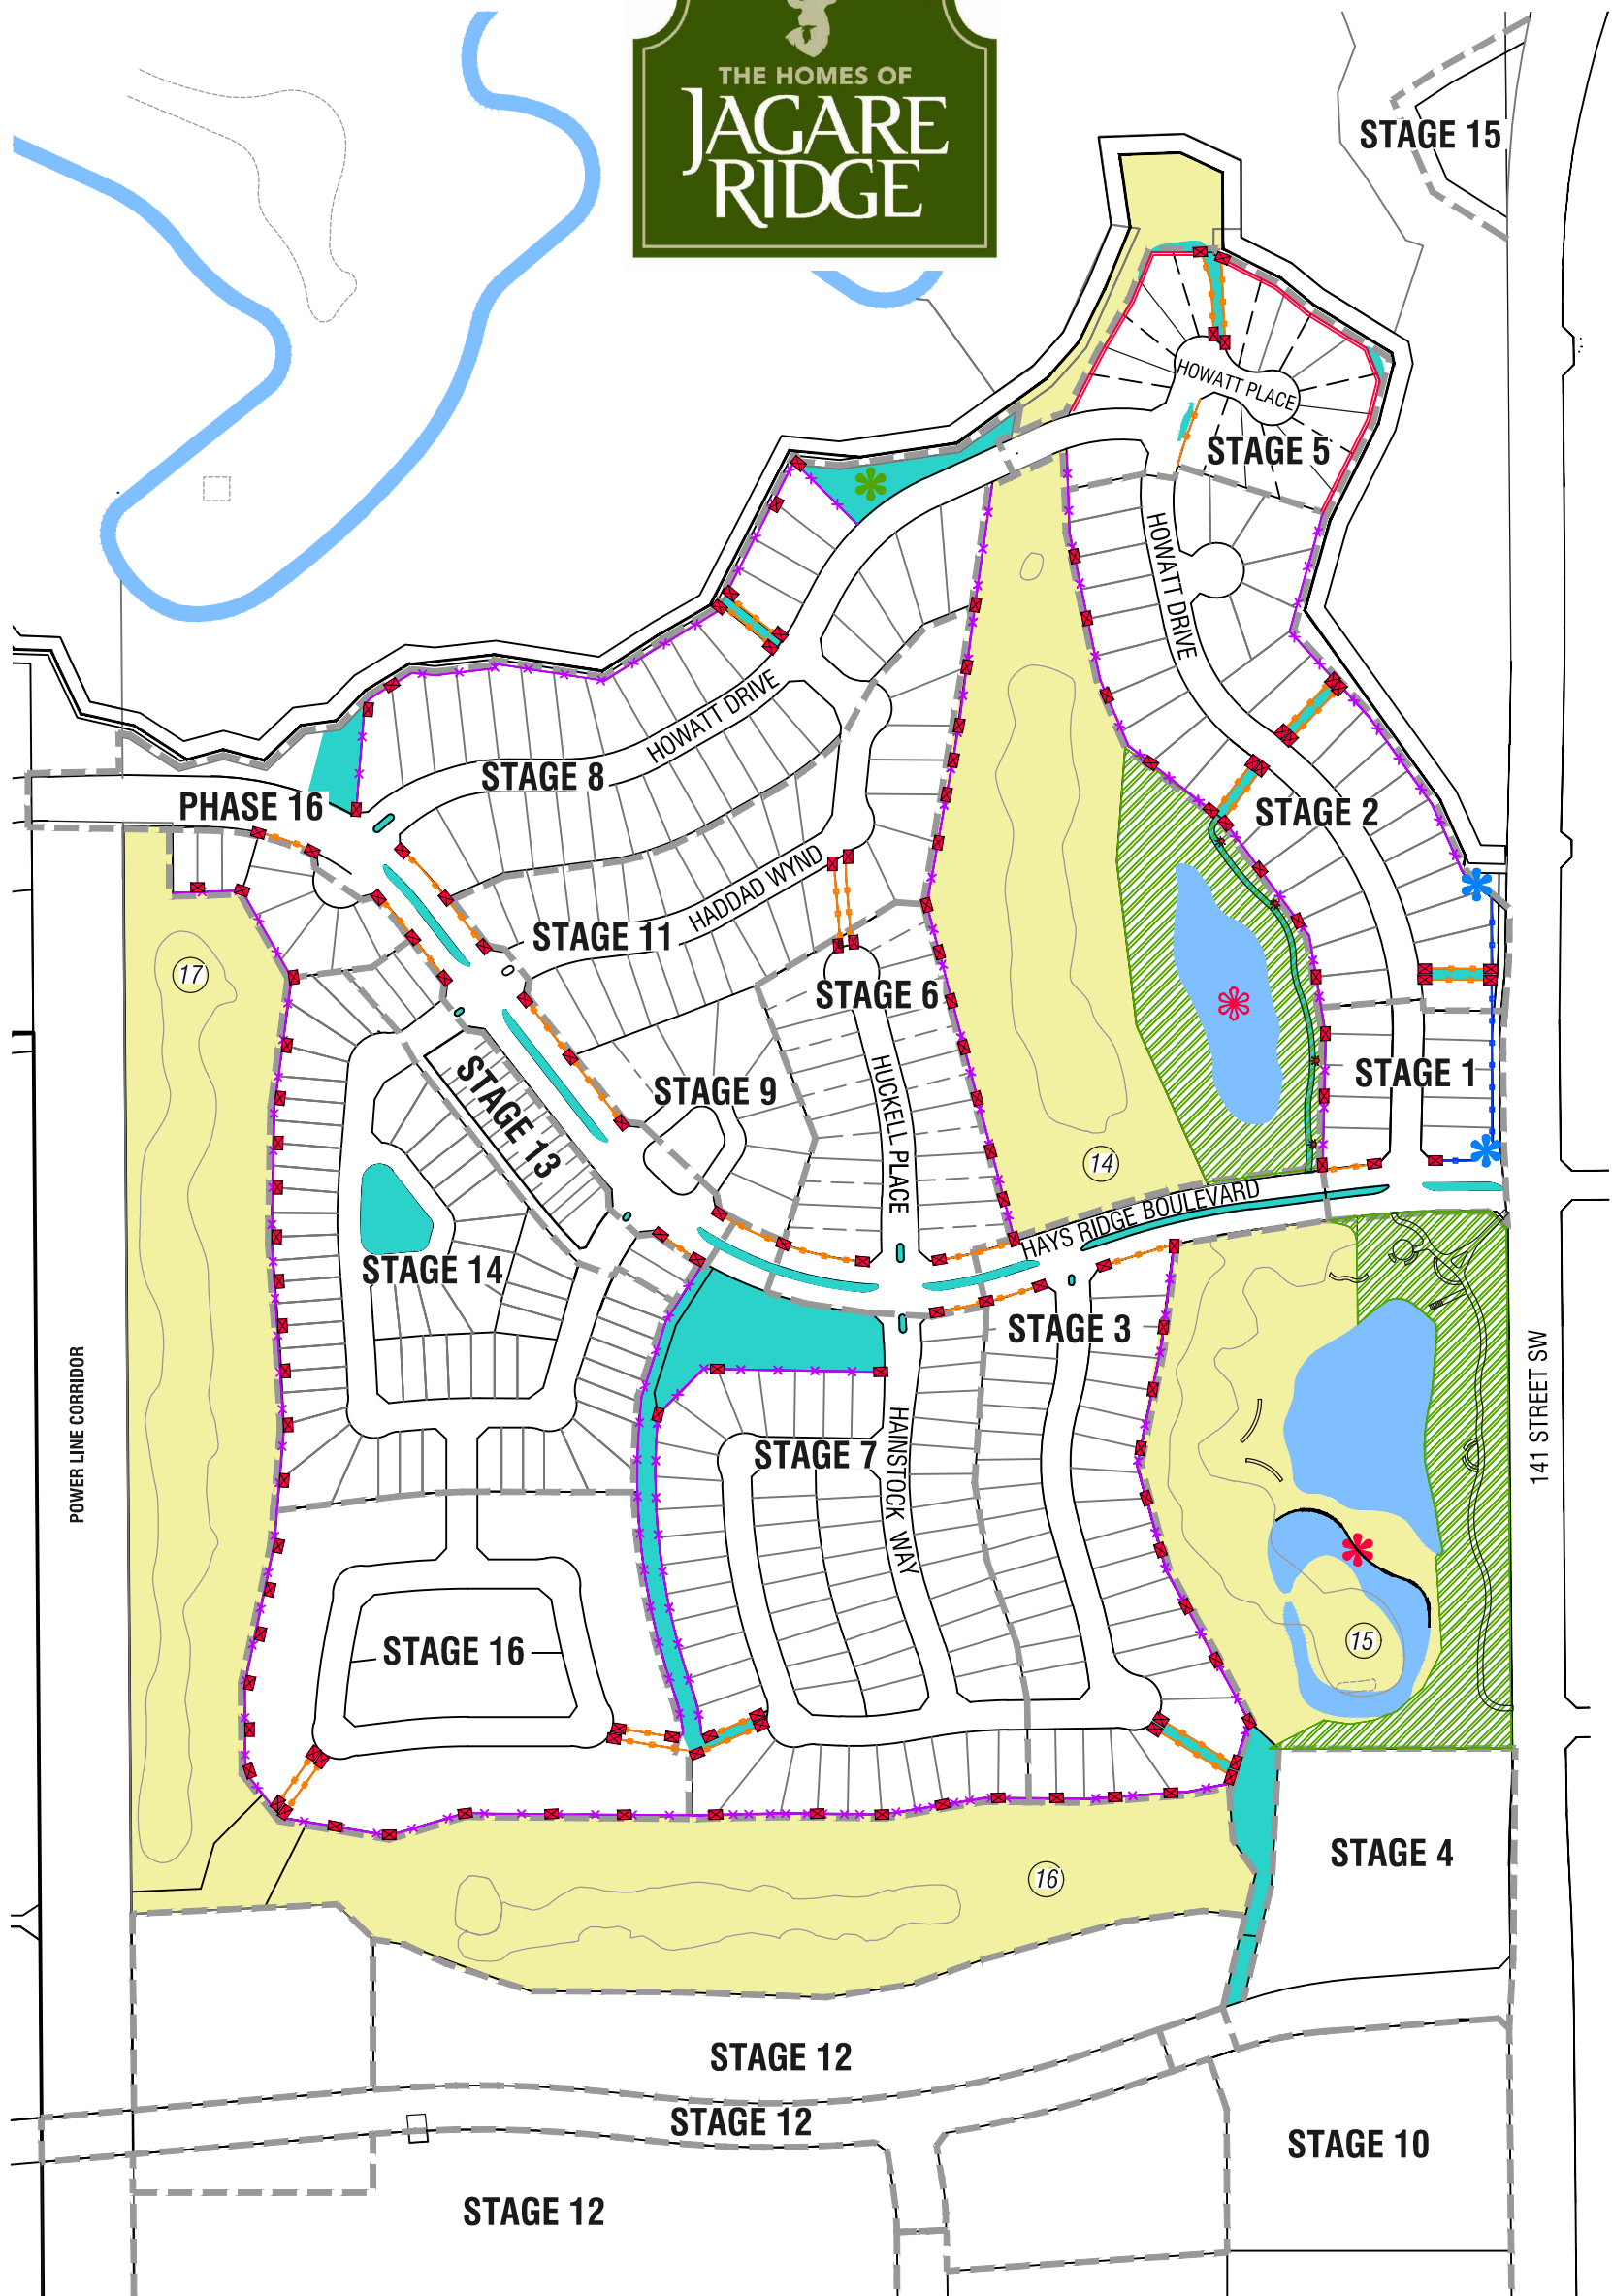 THE HOMES OF
JAGARE
RIDGE
STAGE 15
HOWATT PLACE
STAGE 5
HOWATT DRIVE
HOWATT DRIVE
STAGE 8
PHASE 16
STAGE 2
HADDAD WYND
STAGE 11
17
STAGE 6
STAGE 1
STAGE 9
STAGE 13
HUCKELL PLACE
14
HAYS RIDGE BOULEVARD
STAGE 14
STAGE 3
141 STREET SW
POWER LINE CORRIDOR
STAGE 7
HAINSTOCK WAY
STAGE 16
15
STAGE 4
16
STAGE 12
STAGE 12
STAGE 10
STAGE 12